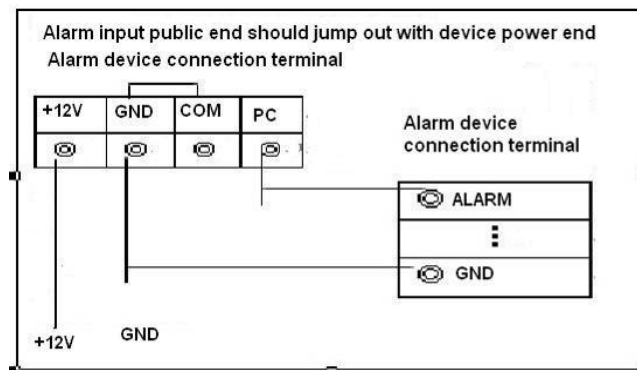 Alarm input public end should jump out with device power end
Alarm device connection terminal
+12V GND COM PC
Alarm device
connection terminal
ALARM
GND
+12V GND